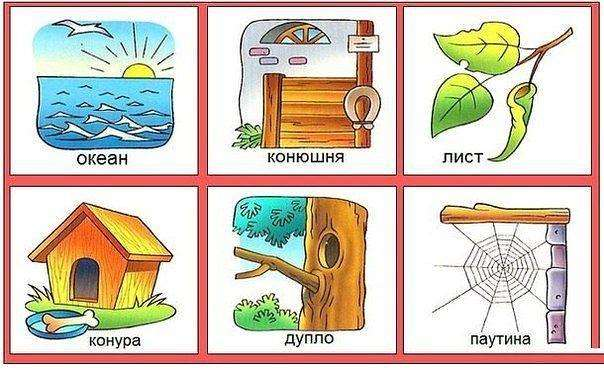 океан
конюшня
лист
конура
дупло
паутина